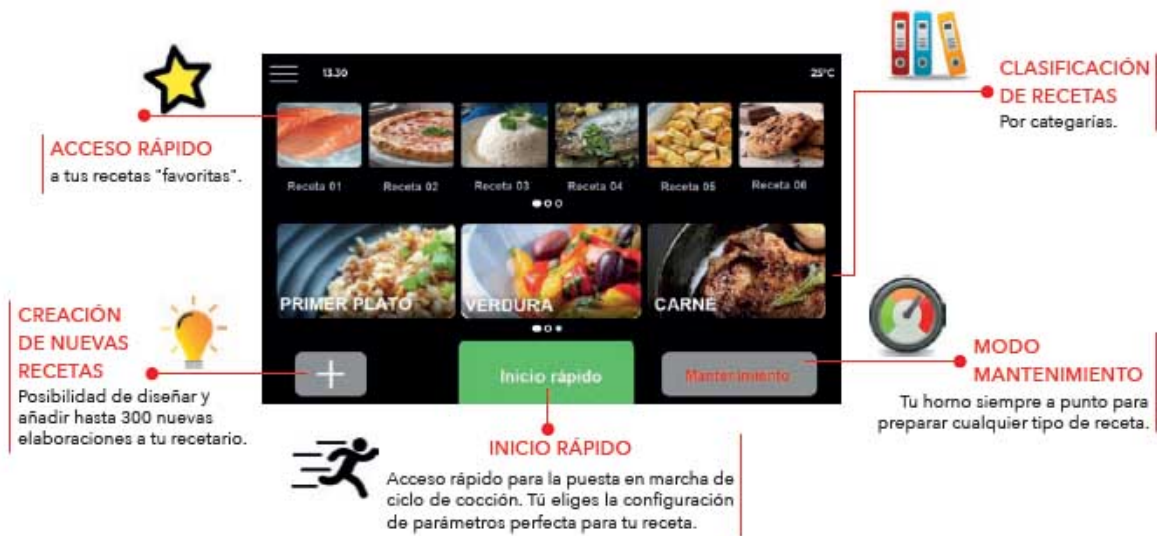 13.30
25°C
Receta 01
Receta 02
Receta 03
Receta 04
Receta 05
Receta 06
PRIMER PLATO
VERDURA
CARNE
Inicio rápido
Mantenimiento
ACCESO RÁPIDO
a tus recetas "favoritas".
CLASIFICACIÓN
DE RECETAS
Por categarías.
CREACIÓN
DE NUEVAS
RECETAS
Posibilidad de diseñar y
añadir hasta 300 nuevas
elaboraciones a tu recetario.
MODO
MANTENIMIENTO
Tu horno siempre a punto para
preparar cualquier tipo de receta.
INICIO RÁPIDO
Acceso rápido para la puesta en marcha de
ciclo de cocción. Tú eliges la configuración
de parámetros perfecta para tu receta.